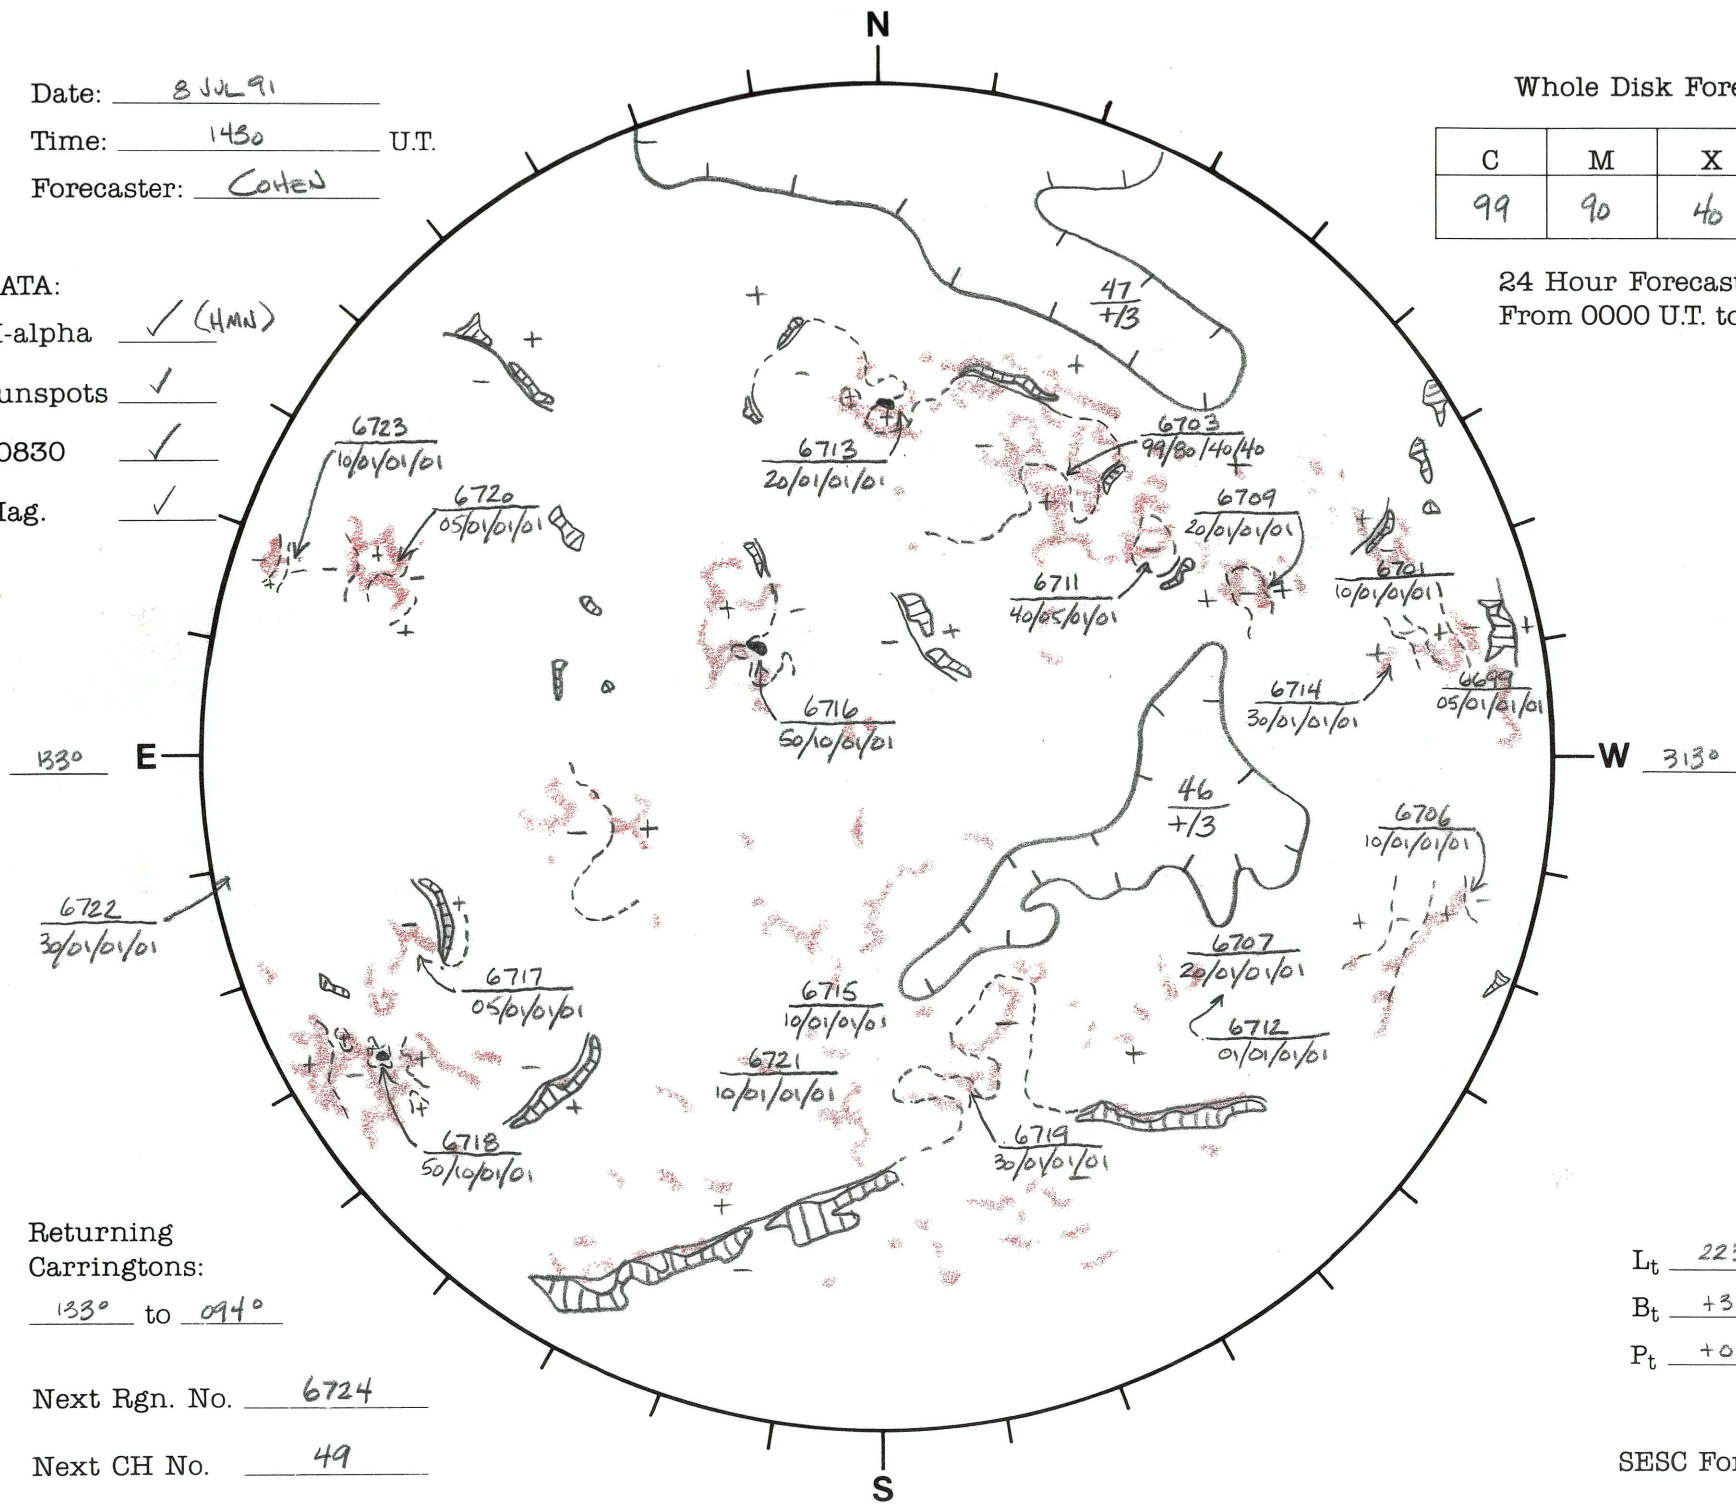 N
Date: 8 JUL 91
Time: 1430 U.T.
Forecaster: COHEN
Whole Disk Fore
C M X
99 90 40
24 Hour Forecas
From 0000 U.T. to
ATA:
I-alpha ✓ (HMN)
unspots ✓
0830 ✓
Mag. ✓
47
+/3
6723
10/01/01/01
6720
05/01/01/01
6713
20/01/01/01
6703
99/80/40/40
6709
20/01/01/01
6711
40/05/01/01
6701
10/01/01/01
6714
30/01/01/01
6699
05/01/01/01
6716
50/10/01/01
133° E
W 313°
46
+/3
6706
10/01/01/01
6722
30/01/01/01
6717
05/01/01/01
6715
10/01/01/01
6707
20/01/01/01
6712
01/01/01/01
6721
10/01/01/01
6718
50/10/01/01
6719
30/01/01/01
Returning
Carringtons:
133° to 094°
Next Rgn. No. 6724
Next CH No. 49
Lt 223
Bt +3
Pt +0
SESC For
S